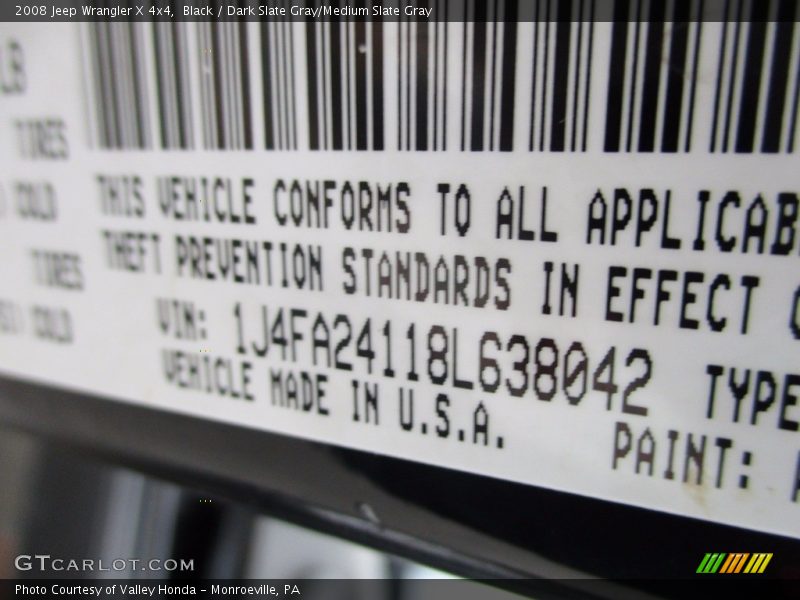 2008 Jeep Wrangler X 4x4, Black / Dark Slate Gray/Medium Slate Gray
LB
TIRES
COLD
TIRES
COLD
THIS VEHICLE CONFORMS TO ALL APPLICAB
THEFT PREVENTION STANDARDS IN EFFECT
VIN: 1J4FA24118L638042 TYPE
VEHICLE MADE IN U.S.A.
PAINT:
GTCARLOT.COM
Photo Courtesy of Valley Honda - Monroeville, PA